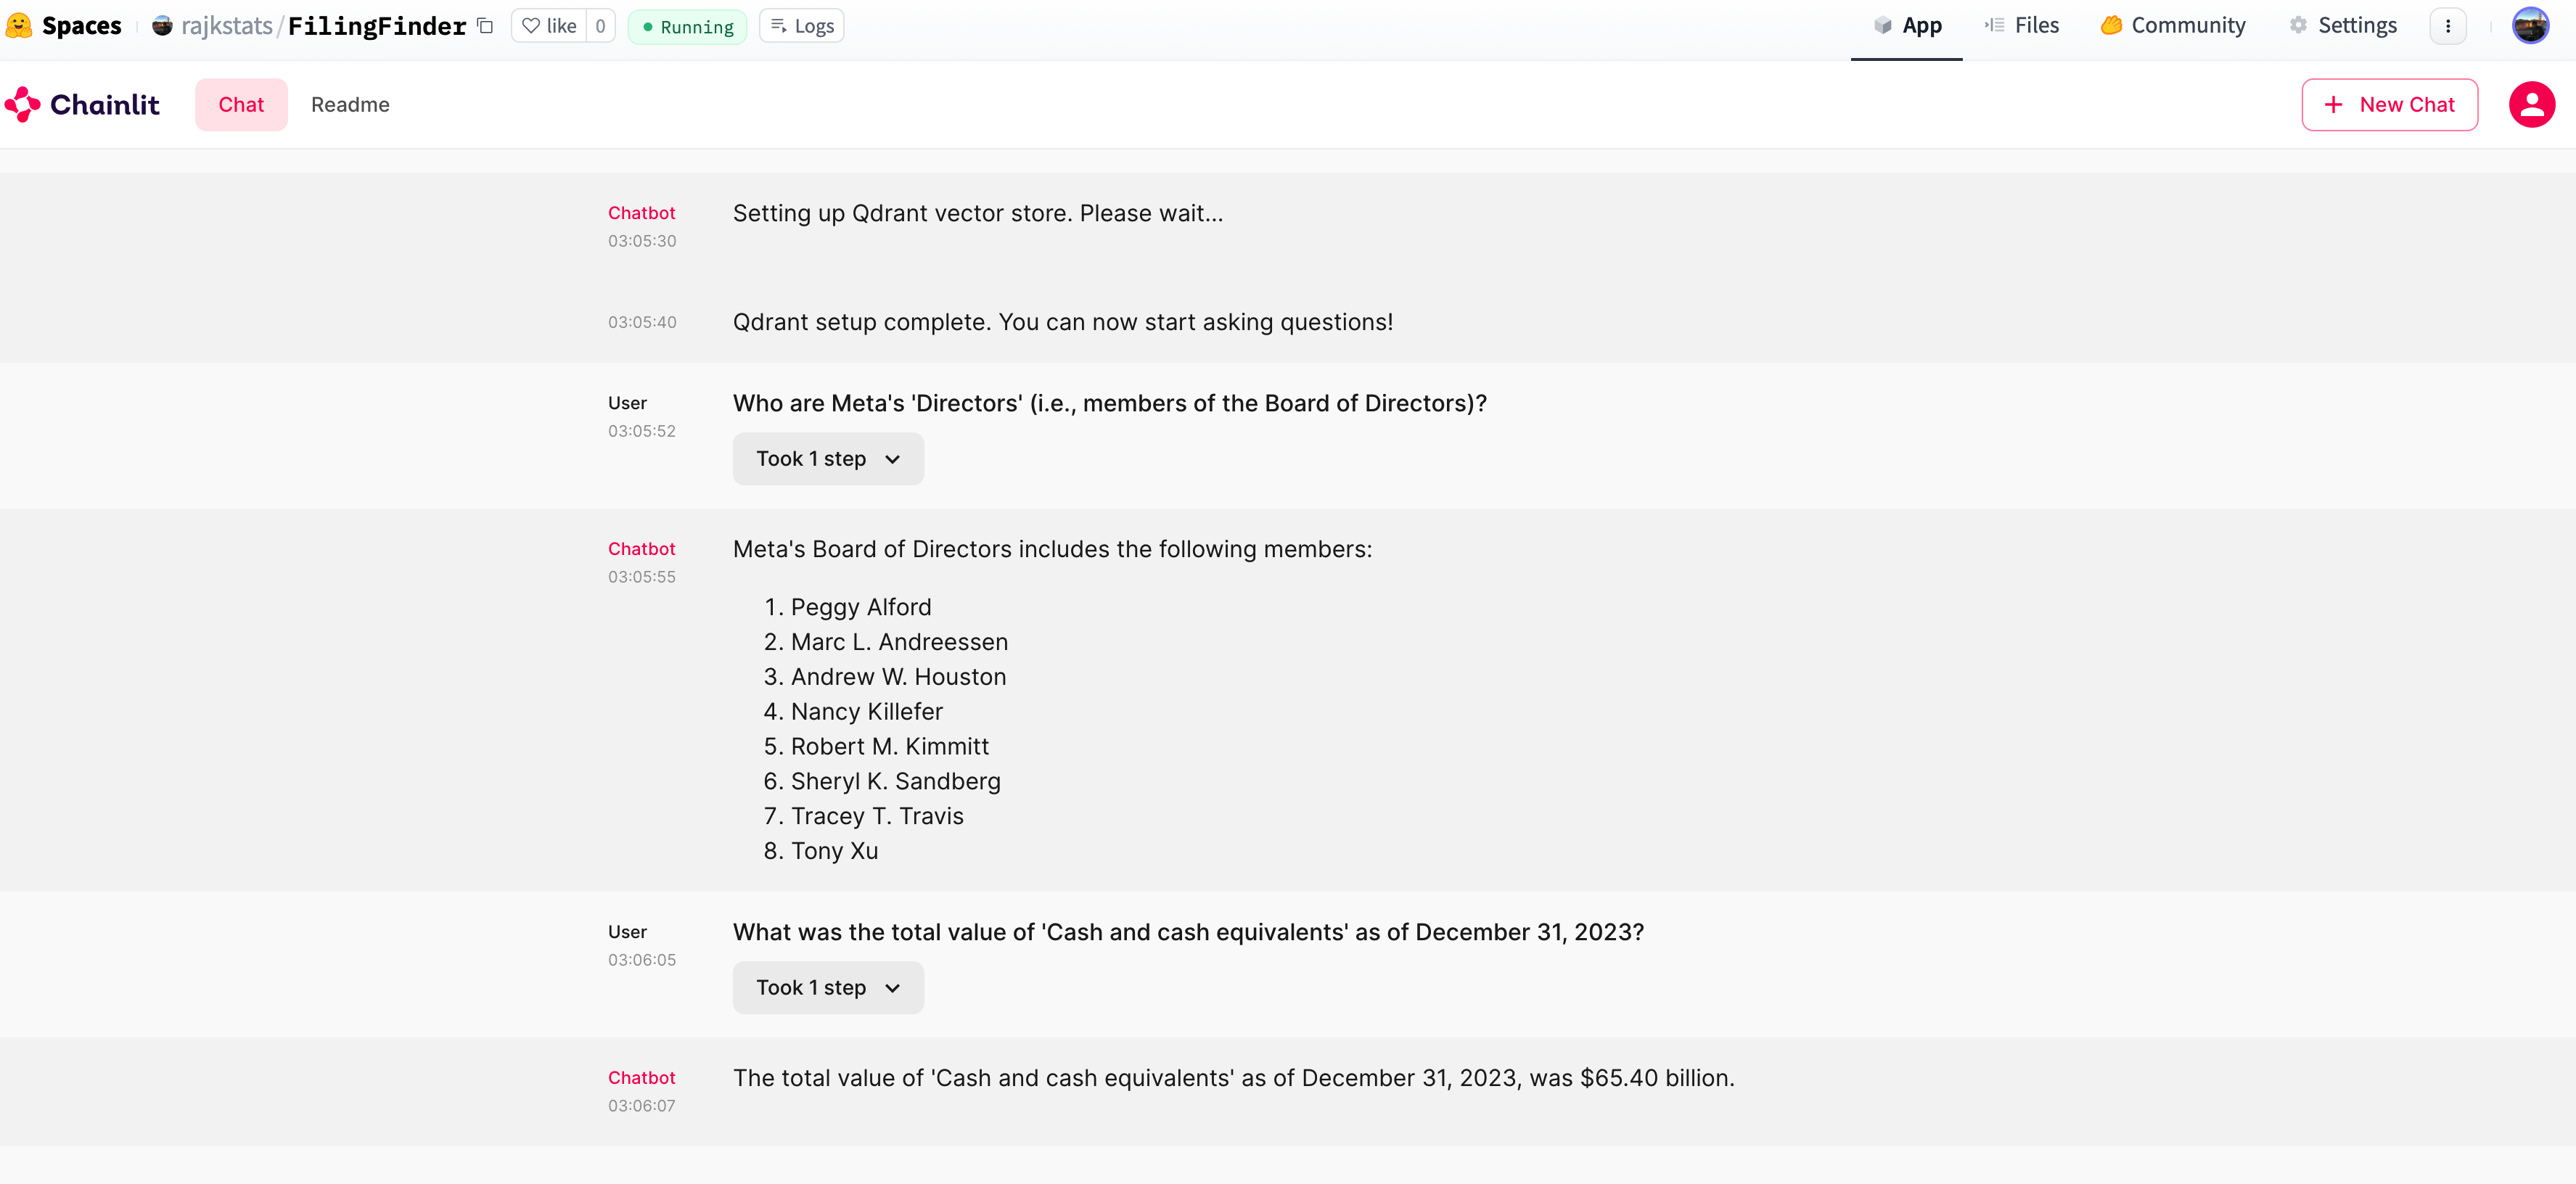 Spaces rajkstats/FilingFinder like 0 Running Logs App Files Community Settings
Chainlit Chat Readme + New Chat
Chatbot Setting up Qdrant vector store. Please wait...
03:05:30
03:05:40 Qdrant setup complete. You can now start asking questions!
User Who are Meta's 'Directors' (i.e., members of the Board of Directors)?
03:05:52
Took 1 step
Chatbot Meta's Board of Directors includes the following members:
03:05:55
1. Peggy Alford
2. Marc L. Andreessen
3. Andrew W. Houston
4. Nancy Killefer
5. Robert M. Kimmitt
6. Sheryl K. Sandberg
7. Tracey T. Travis
8. Tony Xu
User What was the total value of 'Cash and cash equivalents' as of December 31, 2023?
03:06:05
Took 1 step
Chatbot The total value of 'Cash and cash equivalents' as of December 31, 2023, was $65.40 billion.
03:06:07